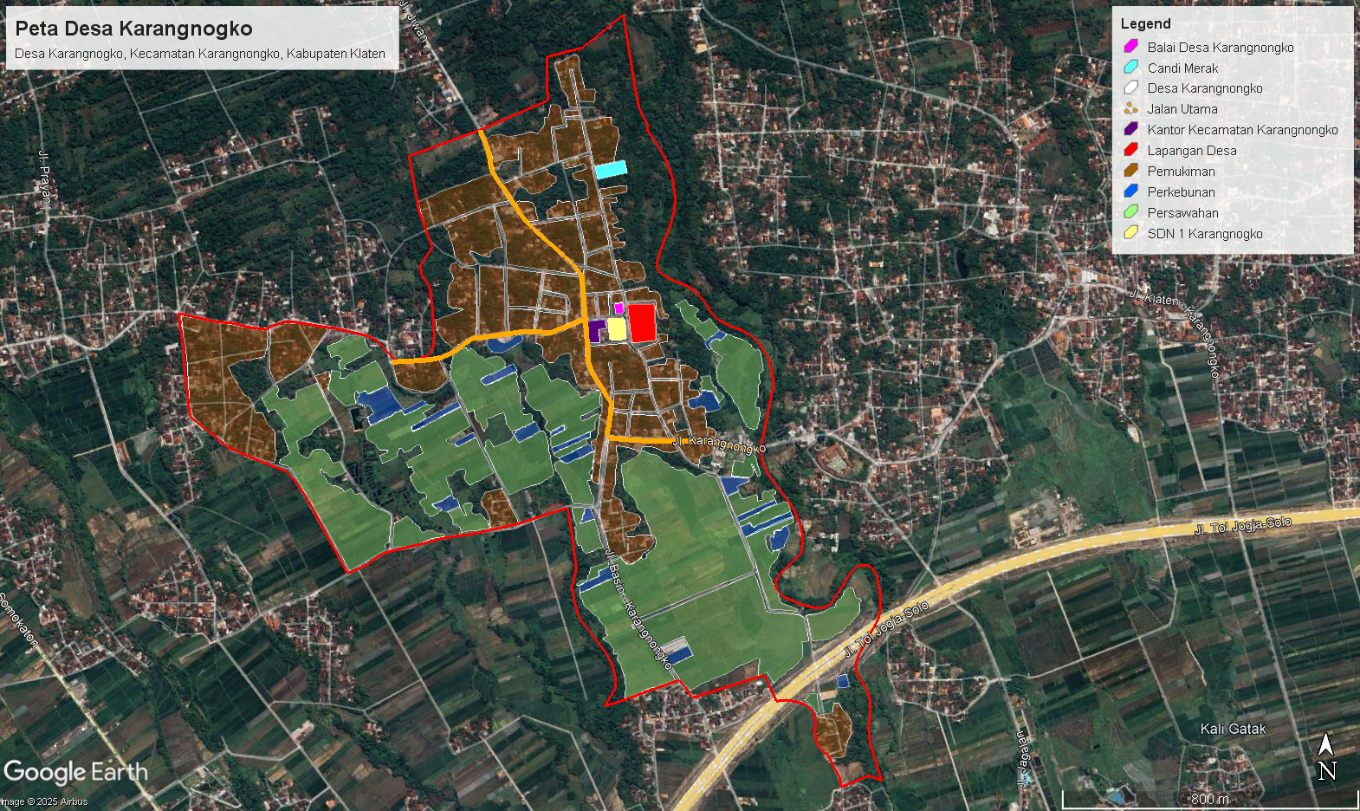 Peta Desa Karangnogko
Desa Karangnogko, Kecamatan Karangnongko, Kabupaten Klaten
Legend
Balai Desa Karangnongko
Candi Merak
Desa Karangnongko
Jalan Utama
Kantor Kecamatan Karangnongko
Lapangan Desa
Pemukiman
Perkebunan
Persawahan
SDN 1 Karangnogko
Jl. Jiwan
Jl. Prayan
Jl. Klaten - Karangnongko
Jl. Karangnongko
Jl. Tol Jogja-Solo
Jl. Basin - Karangnongko
Jl. Tol Jogja-Solo
Somokaton
Jl. Jagalan
Kali Gatak
N
Google Earth
Image © 2025 Airbus
800 m